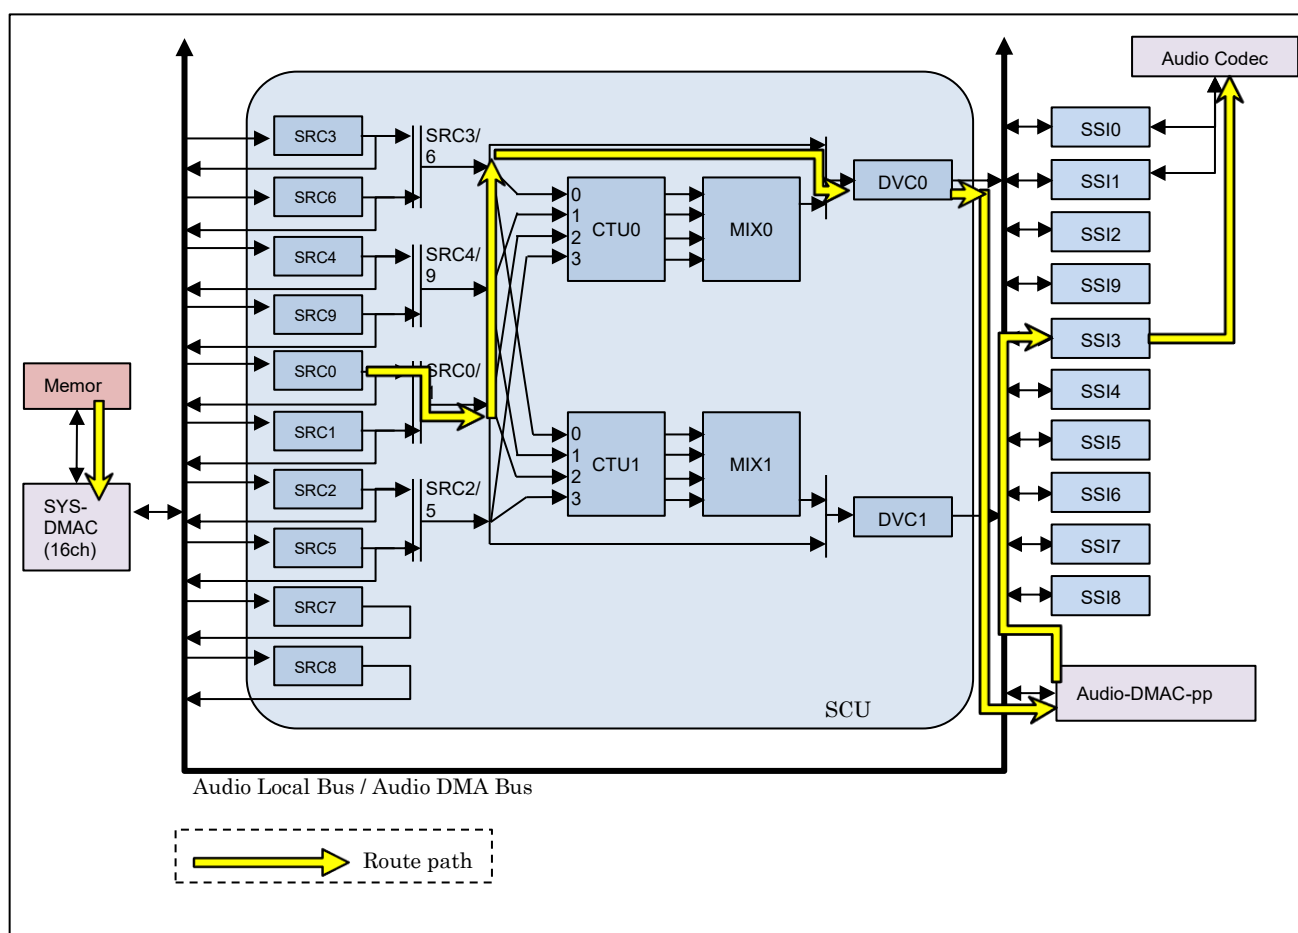 Audio Codec
SRC3
SRC3/
6
SSI0
SRC6
DVC0
SSI1
0
1
2
3
CTU0
MIX0
SSI2
SRC4
SRC4/
9
SSI9
SRC9
SSI3
Memor
SRC0
SRC0/
SSI4
SRC1
0
1
2
3
CTU1
MIX1
SSI5
SYS-
DMAC
(16ch)
SRC2
SRC2/
5
SSI6
DVC1
SRC5
SSI7
SRC7
SSI8
SRC8
SCU
Audio-DMAC-pp
Audio Local Bus / Audio DMA Bus
Route path